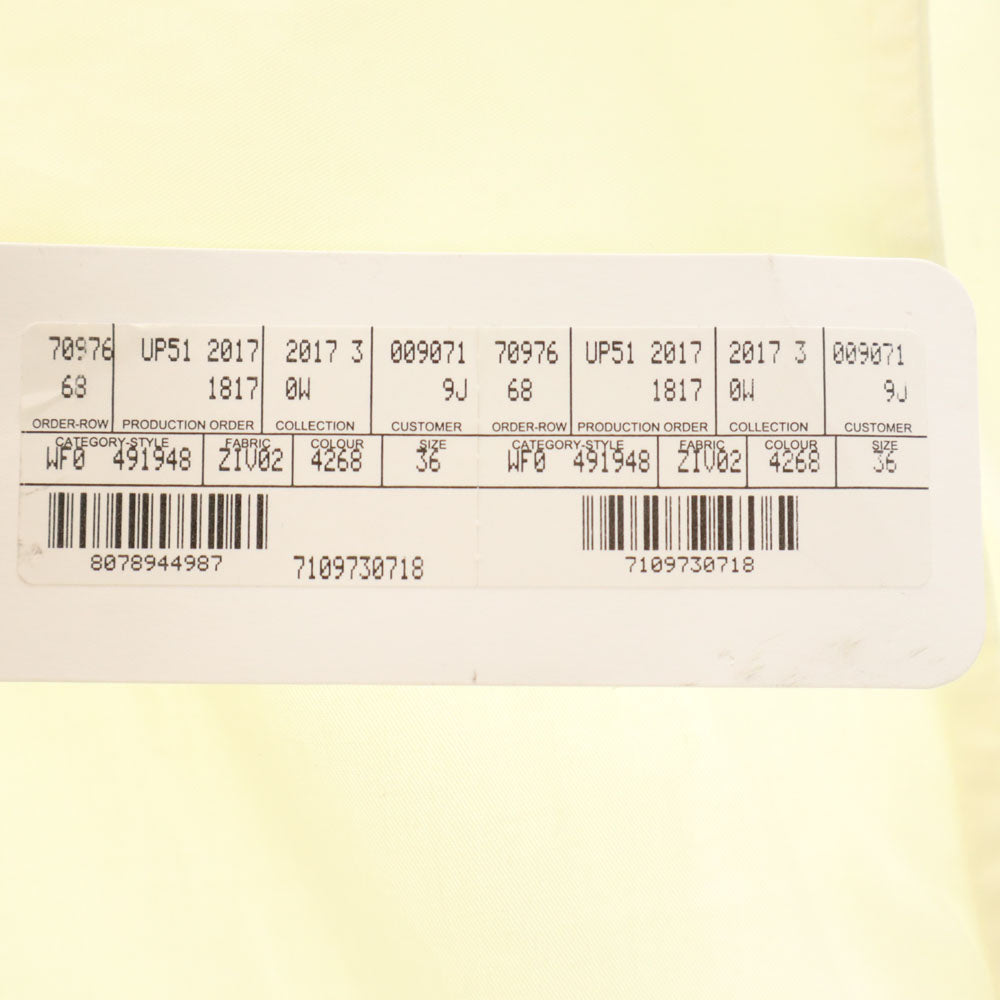 70976 UP51 2017 2017 3 009071 70976 UP51 2017 2017 3 009071
68 1817 0W 9J 68 1817 0W 9J
ORDER-ROW PRODUCTION ORDER COLLECTION CUSTOMER ORDER-ROW PRODUCTION ORDER COLLECTION CUSTOMER
CATEGORY-STYLE FABRIC COLOUR SIZE CATEGORY-STYLE FABRIC COLOUR SIZE
WF0 491948 ZIV02 4268 36 WF0 491948 ZIV02 4268 36
8078944987 7109730718 7109730718